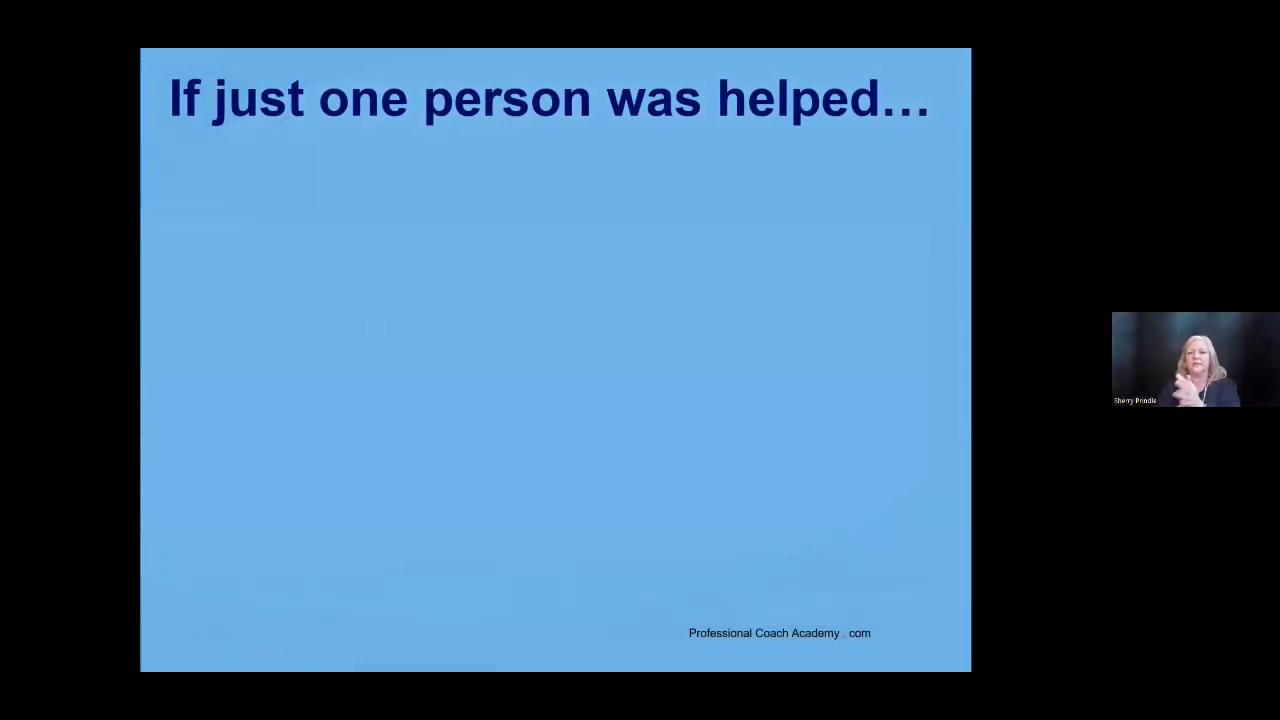 If just one person was helped…
Sherry Prindle
Professional Coach Academy . com